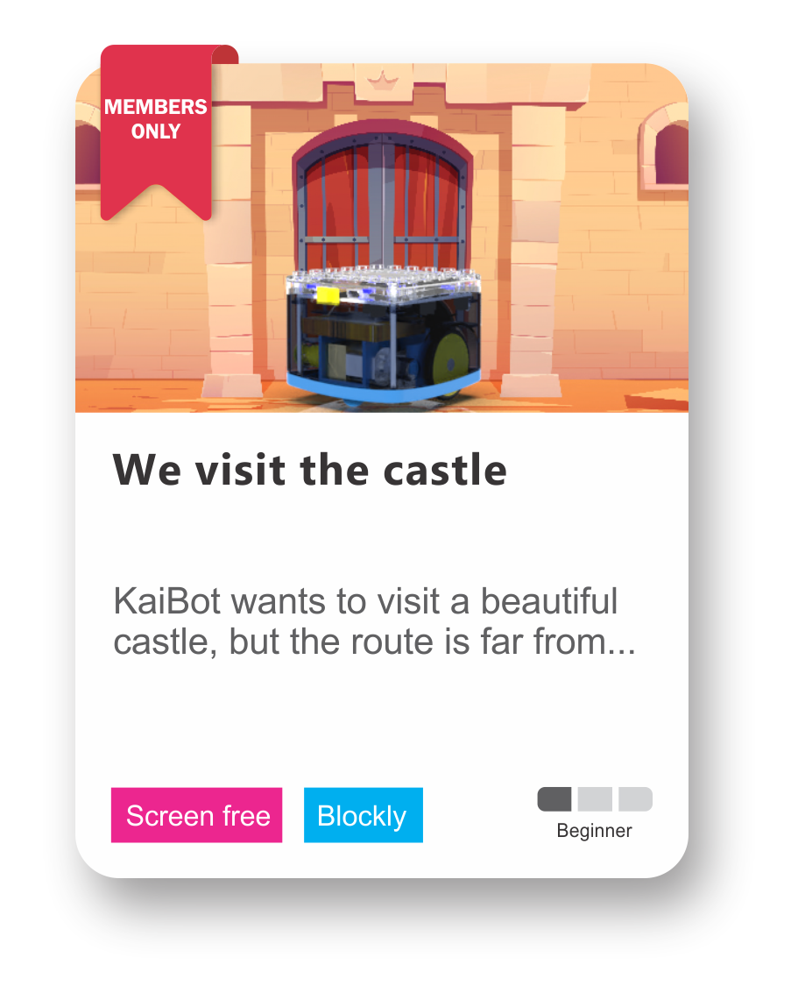 MEMBERS
ONLY
We visit the castle
KaiBot wants to visit a beautiful
castle, but the route is far from...
Screen free
Blockly
Beginner